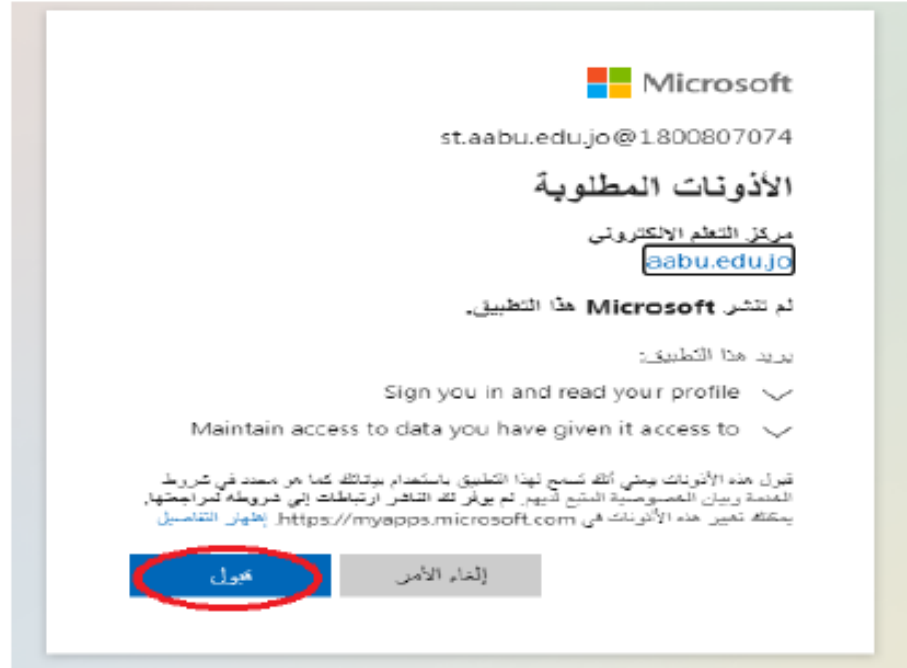 Microsoft
st.aabu.edu.jo@1800807074
الأذونات المطلوبة
مركز التعلم الالكتروني
aabu.edu.jo
لم تنشر Microsoft هذا التطبيق.
يريد هذا التطبيق:
Sign you in and read your profile
Maintain access to data you have given it access to
قبول هذه الأذونات يعني أنك تسمح لهذا التطبيق باستخدام بياناتك كما هو محدد في شروط
الخدمة وبيان الخصوصية المتبع لديهم. لم يوفر لك الناشر ارتباطات إلى شروطه لمراجعتها.
يمكنك تغيير هذه الأذونات في https://myapps.microsoft.com. إظهار التفاصيل
إلغاء الأمر
قبول